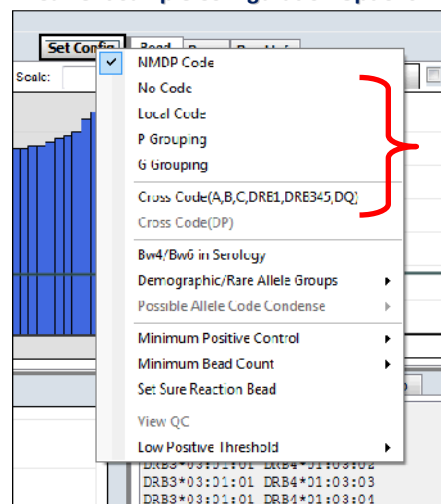 Set Config
Scale:
NMDP Code
No Code
Local Code
P Grouping
G Grouping
Cross Code(A,B,C,DRB1,DRB345,DQ)
Cross Code(DP)
Bw4/Bw6 in Serology
Demographic/Rare Allele Groups
Possible Allele Code Condense
Minimum Positive Control
Minimum Bead Count
Set Sure Reaction Bead
View QC
Low Positive Threshold
DRB3*03:01:01 DRB4*01:03:02
DRB3*03:01:01 DRB4*01:03:03
DRB3*03:01:01 DRB4*01:03:04